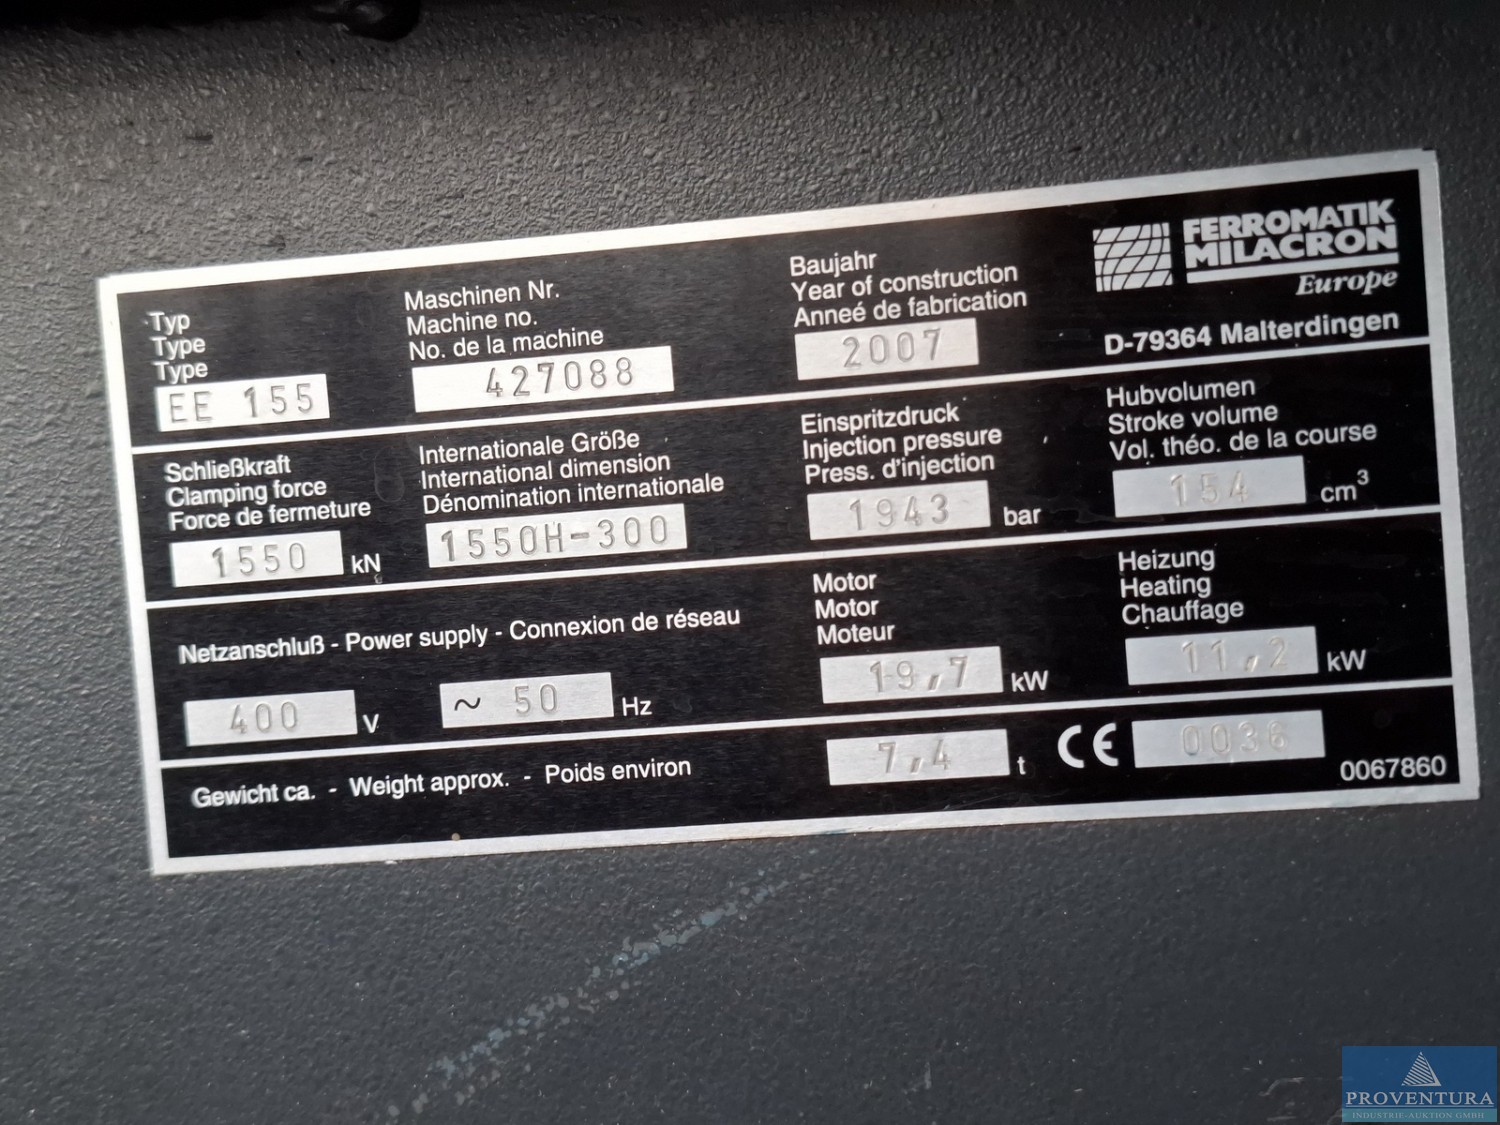 FERROMATIK
MILACRON
Europe
D-79364 Malterdingen
Typ
Type
Type
EE 155
Maschinen Nr.
Machine no.
No. de la machine
427088
Baujahr
Year of construction
Anneé de fabrication
2007
Schließkraft
Clamping force
Force de fermeture
1550 kN
Internationale Größe
International dimension
Dénomination internationale
1550H-300
Einspritzdruck
Injection pressure
Press. d'injection
1943 bar
Hubvolumen
Stroke volume
Vol. théo. de la course
154 cm³
Netzanschluß - Power supply - Connexion de réseau
400 V ~ 50 Hz
Motor
Motor
Moteur
19,7 kW
Heizung
Heating
Chauffage
11,2 kW
Gewicht ca. - Weight approx. - Poids environ
7,4 t
CE 0036
0067860
PROVENTURA
INDUSTRIE-AUKTION GMBH